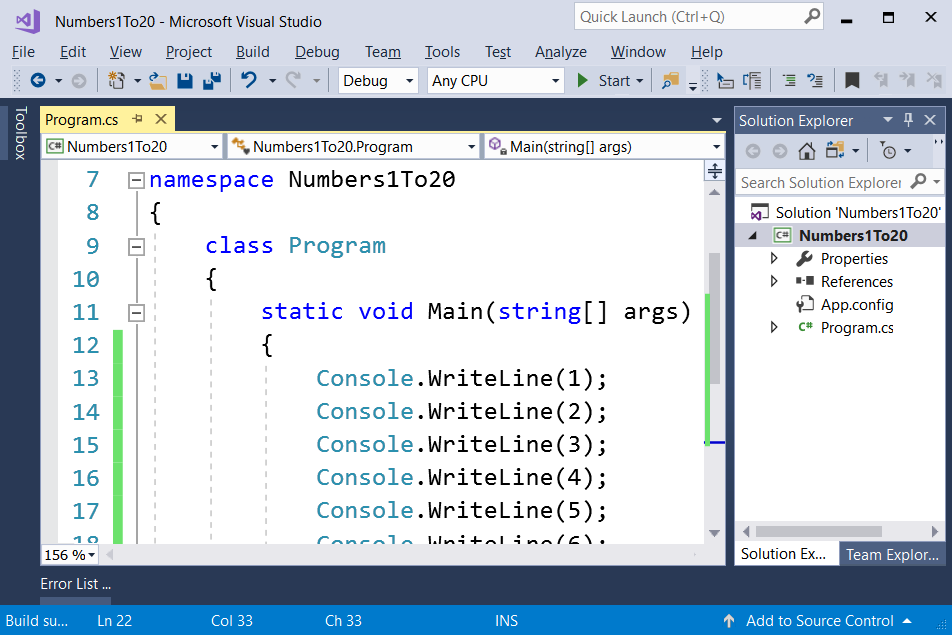 Numbers1To20 - Microsoft Visual Studio
Quick Launch (Ctrl+Q)
File Edit View Project Build Debug Team Tools Test Analyze Window Help
Debug Any CPU Start
Toolbox
Program.cs
Numbers1To20 Numbers1To20.Program Main(string[] args)
7 namespace Numbers1To20
8 {
9 class Program
10 {
11 static void Main(string[] args)
12 {
13 Console.WriteLine(1);
14 Console.WriteLine(2);
15 Console.WriteLine(3);
16 Console.WriteLine(4);
17 Console.WriteLine(5);
18 Console.WriteLine(6);
156 %
Solution Explorer
Search Solution Explorer
Solution 'Numbers1To20'
C# Numbers1To20
Properties
References
App.config
C# Program.cs
Solution Ex... Team Explor...
Error List ...
Build su... Ln 22 Col 33 Ch 33 INS Add to Source Control